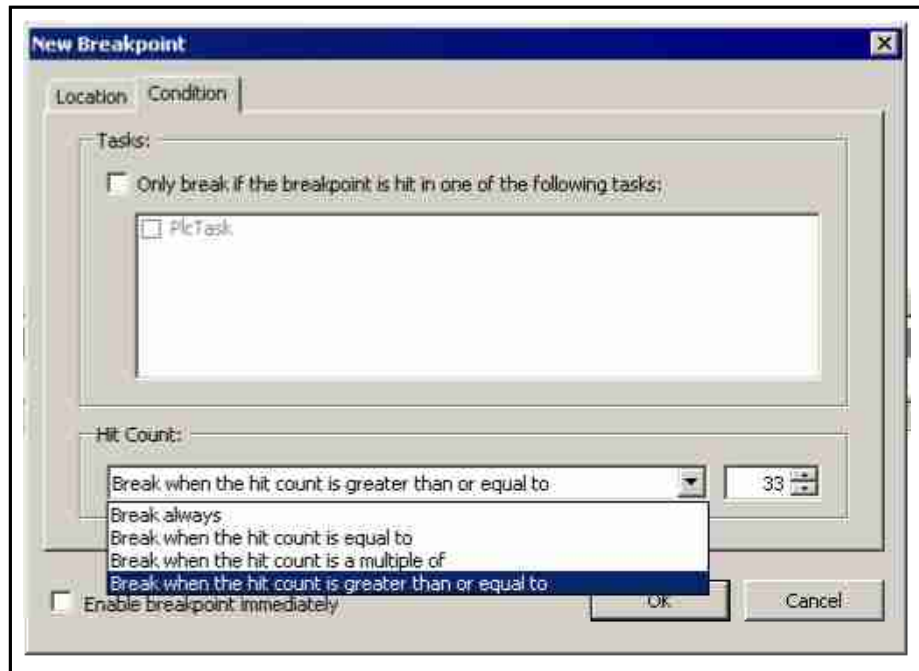 New Breakpoint
Location Condition
Tasks:
Only break if the breakpoint is hit in one of the following tasks:
PlcTask
Hit Count:
Break when the hit count is greater than or equal to 33
Break always
Break when the hit count is equal to
Break when the hit count is a multiple of
Break when the hit count is greater than or equal to
Enable breakpoint immediately OK Cancel